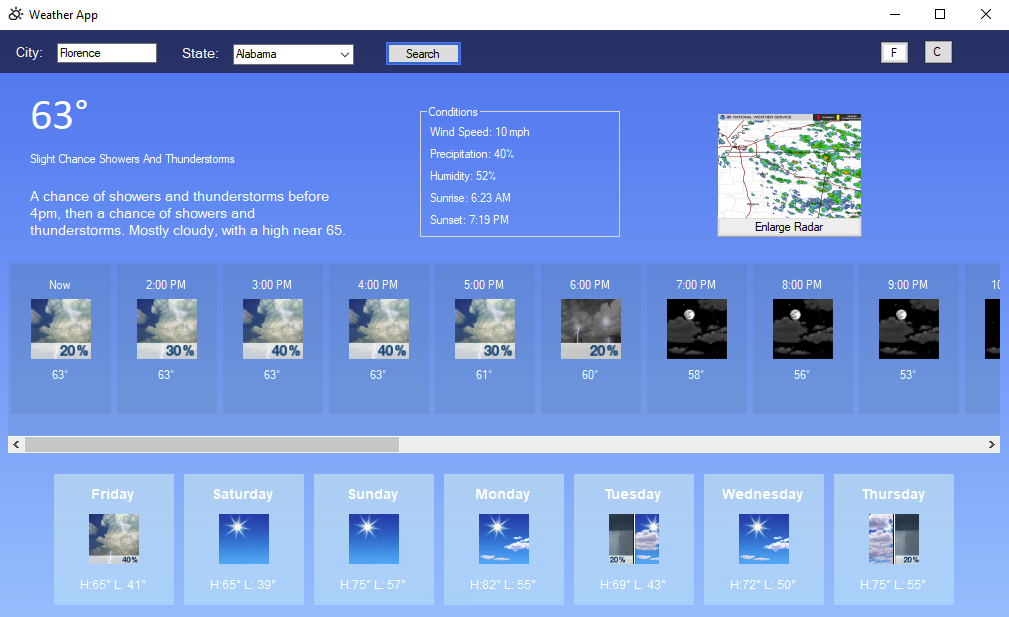 Weather App
City: Florence State: Alabama Search F C
63°
Slight Chance Showers And Thunderstorms
A chance of showers and thunderstorms before
4pm, then a chance of showers and
thunderstorms. Mostly cloudy, with a high near 65.
Conditions
Wind Speed: 10 mph
Precipitation: 40%
Humidity: 52%
Sunrise: 6:23 AM
Sunset: 7:19 PM
NATIONAL WEATHER SERVICE
Enlarge Radar
Now 2:00 PM 3:00 PM 4:00 PM 5:00 PM 6:00 PM 7:00 PM 8:00 PM 9:00 PM 10
20% 30% 40% 40% 30% 20%
63° 63° 63° 63° 61° 60° 58° 56° 53°
Friday Saturday Sunday Monday Tuesday Wednesday Thursday
40% 20% 20%
H:65° L: 41° H:65° L: 39° H:75° L: 57° H:82° L: 55° H:69° L: 43° H:72° L: 50° H:75° L: 55°